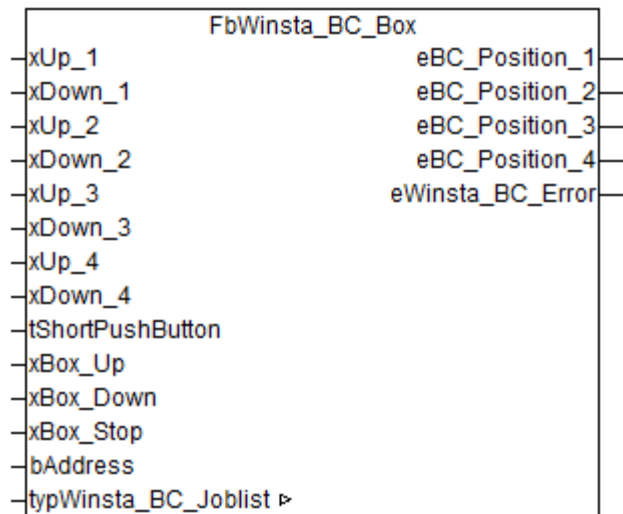 FbWinsta_BC_Box
xUp_1 eBC_Position_1
xDown_1 eBC_Position_2
xUp_2 eBC_Position_3
xDown_2 eBC_Position_4
xUp_3 eWinsta_BC_Error
xDown_3
xUp_4
xDown_4
tShortPushButton
xBox_Up
xBox_Down
xBox_Stop
bAddress
typWinsta_BC_Joblist ▹